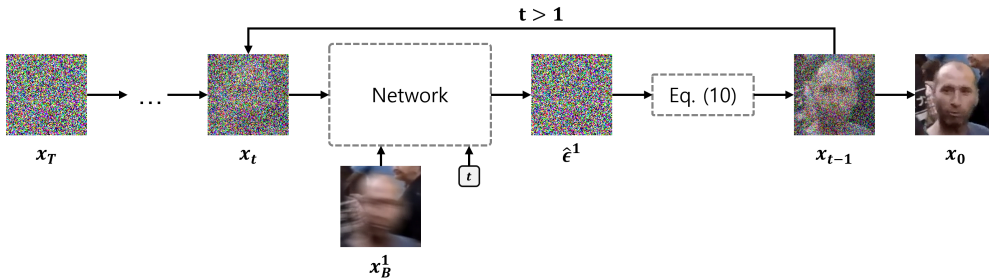 t > 1
...
Network
Eq. (10)
x_T
x_t
t
x_B^1
ε̂^1
x_{t−1}
x_0